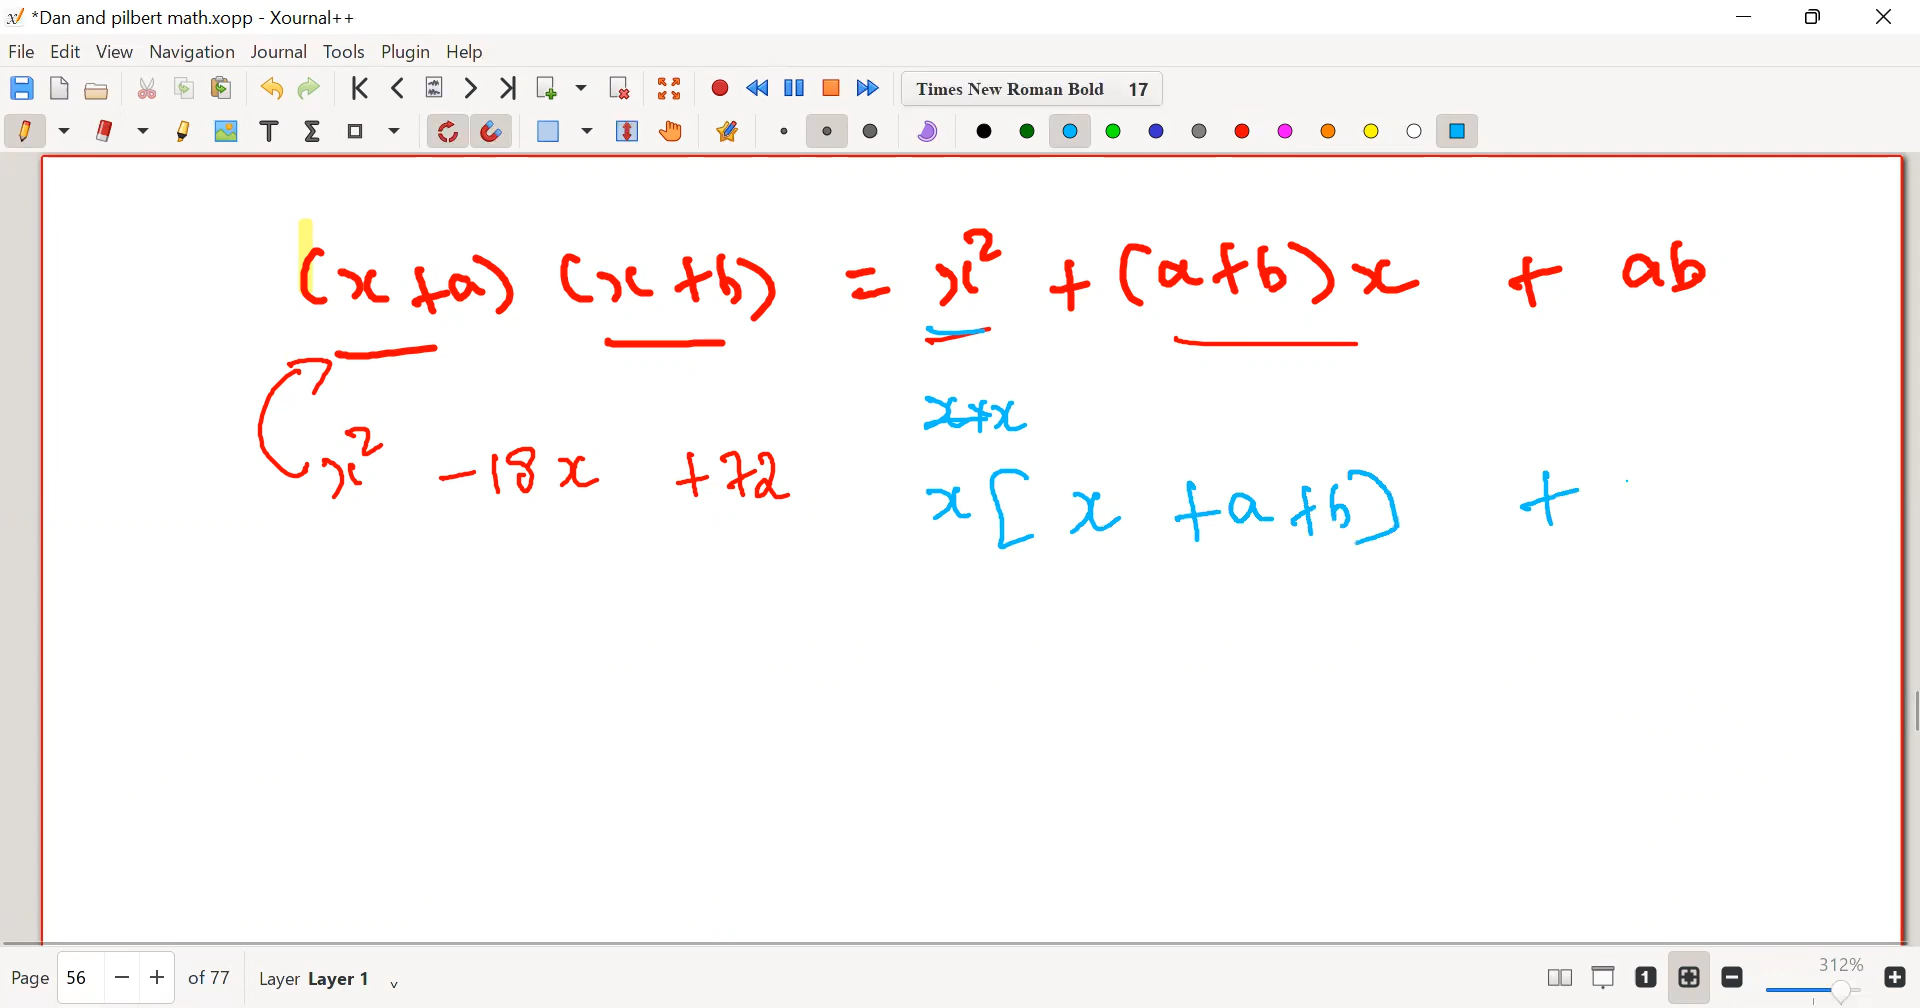 *Dan and pilbert math.xopp - Xournal++
File Edit View Navigation Journal Tools Plugin Help
Times New Roman Bold 17
(x+a) (x+b) = x² + (a+b)x + ab
x*x
x² -18x +72
x[x +a+b] +
Page 56 of 77 Layer Layer 1 312%